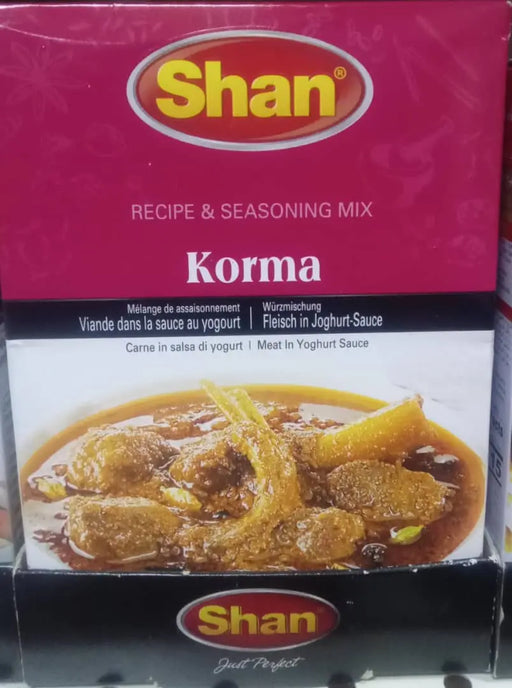 Shan®
RECIPE & SEASONING MIX
Korma
Mélange de assaisonnement | Würzmischung
Viande dans la sauce au yogourt | Fleisch in Joghurt-Sauce
Carne in salsa di yogurt | Meat In Yoghurt Sauce
Shan
Just Perfect